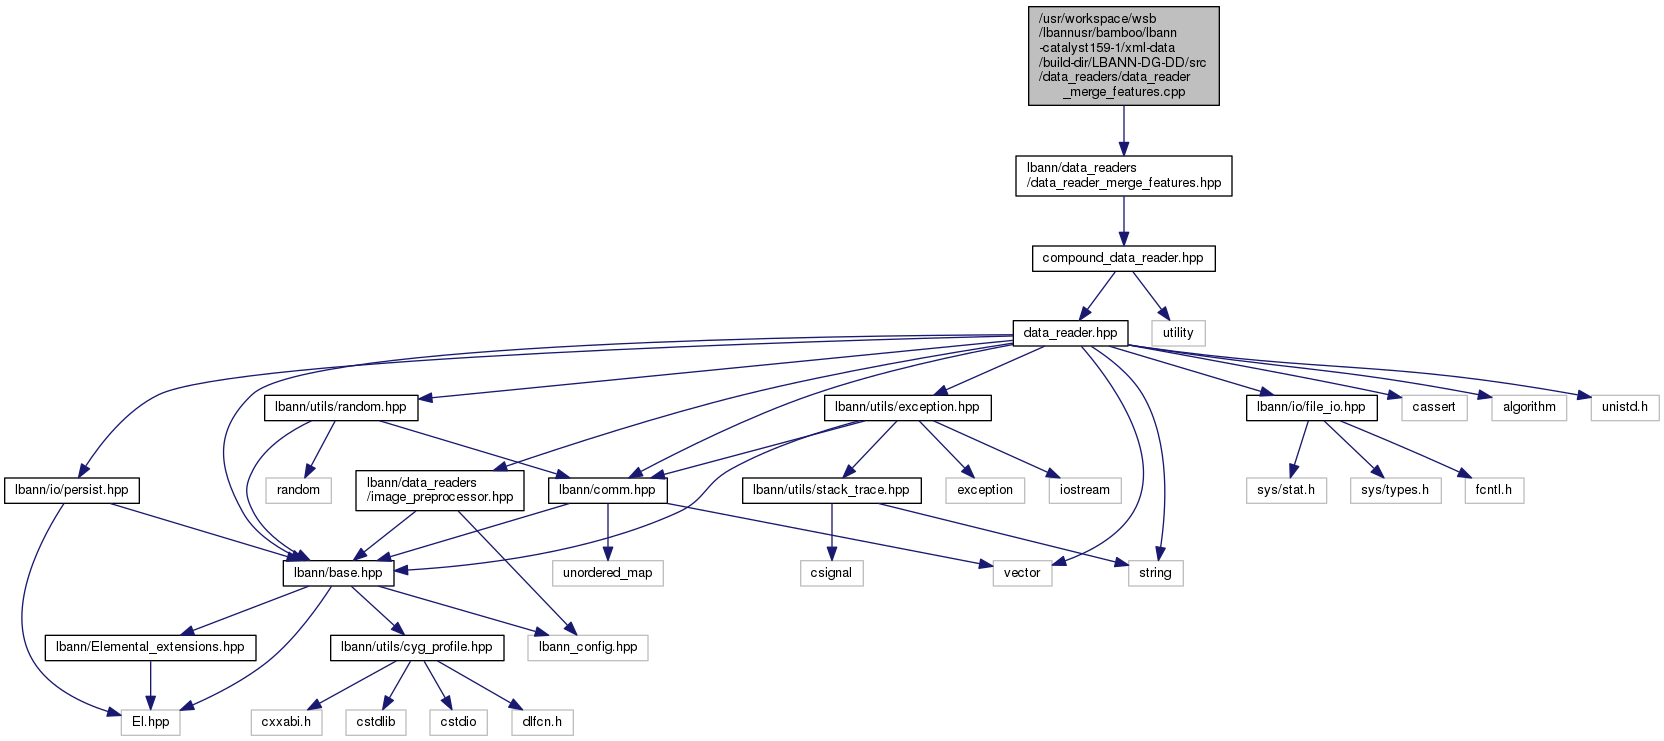 /usr/workspace/wsb
/lbannusr/bamboo/lbann
-catalyst159-1/xml-data
/build-dir/LBANN-DG-DD/src
/data_readers/data_reader
_merge_features.cpp
lbann/data_readers
/data_reader_merge_features.hpp
compound_data_reader.hpp
data_reader.hpp
utility
lbann/utils/random.hpp
lbann/utils/exception.hpp
lbann/io/file_io.hpp
cassert
algorithm
unistd.h
lbann/io/persist.hpp
random
lbann/data_readers
/image_preprocessor.hpp
lbann/comm.hpp
lbann/utils/stack_trace.hpp
exception
iostream
sys/stat.h
sys/types.h
fcntl.h
lbann/base.hpp
unordered_map
csignal
vector
string
lbann/Elemental_extensions.hpp
lbann/utils/cyg_profile.hpp
lbann_config.hpp
El.hpp
cxxabi.h
cstdlib
cstdio
dlfcn.h